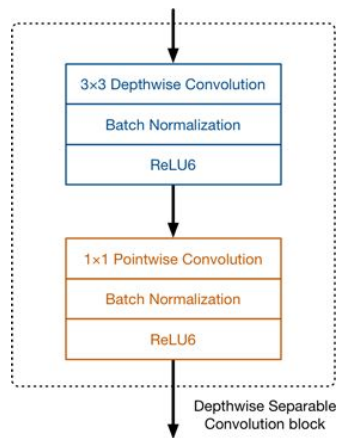 3×3 Depthwise Convolution
Batch Normalization
ReLU6
1×1 Pointwise Convolution
Batch Normalization
ReLU6
Depthwise Separable
Convolution block